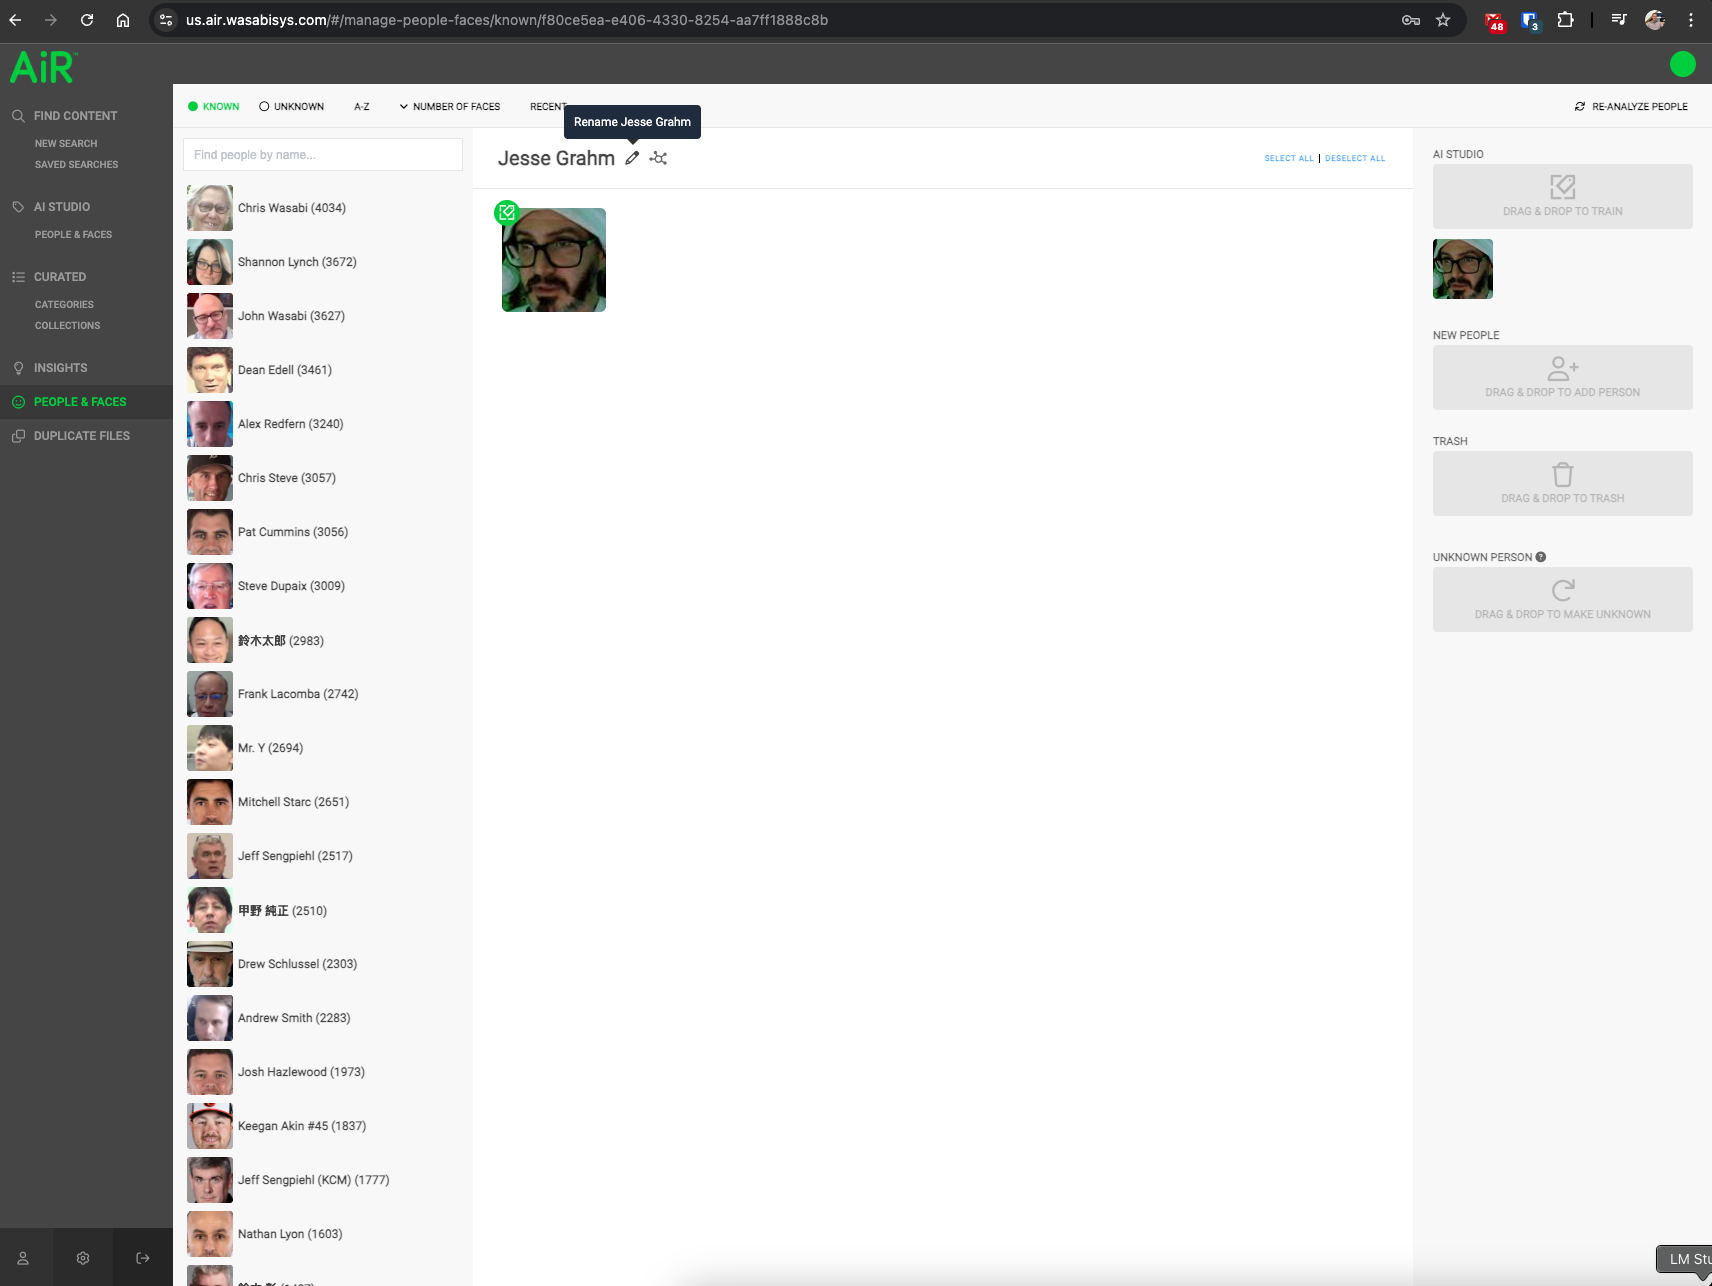 us.air.wasabisys.com/#/manage-people-faces/known/f80ce5ea-e406-4330-8254-aa7ff1888c8b
48
3
AiR™
FIND CONTENT
NEW SEARCH
SAVED SEARCHES
AI STUDIO
PEOPLE & FACES
CURATED
CATEGORIES
COLLECTIONS
INSIGHTS
PEOPLE & FACES
DUPLICATE FILES
KNOWN
UNKNOWN
A-Z
NUMBER OF FACES
RECENT
RE-ANALYZE PEOPLE
Rename Jesse Grahm
Find people by name...
Chris Wasabi (4034)
Shannon Lynch (3672)
John Wasabi (3627)
Dean Edell (3461)
Alex Redfern (3240)
Chris Steve (3057)
Pat Cummins (3056)
Steve Dupaix (3009)
鈴木太郎 (2983)
Frank Lacomba (2742)
Mr. Y (2694)
Mitchell Starc (2651)
Jeff Sengpiehl (2517)
甲野 純正 (2510)
Drew Schlussel (2303)
Andrew Smith (2283)
Josh Hazlewood (1973)
Keegan Akin #45 (1837)
Jeff Sengpiehl (KCM) (1777)
Nathan Lyon (1603)
Jesse Grahm
SELECT ALL | DESELECT ALL
AI STUDIO
DRAG & DROP TO TRAIN
NEW PEOPLE
DRAG & DROP TO ADD PERSON
TRASH
DRAG & DROP TO TRASH
UNKNOWN PERSON ?
DRAG & DROP TO MAKE UNKNOWN
LM Stu